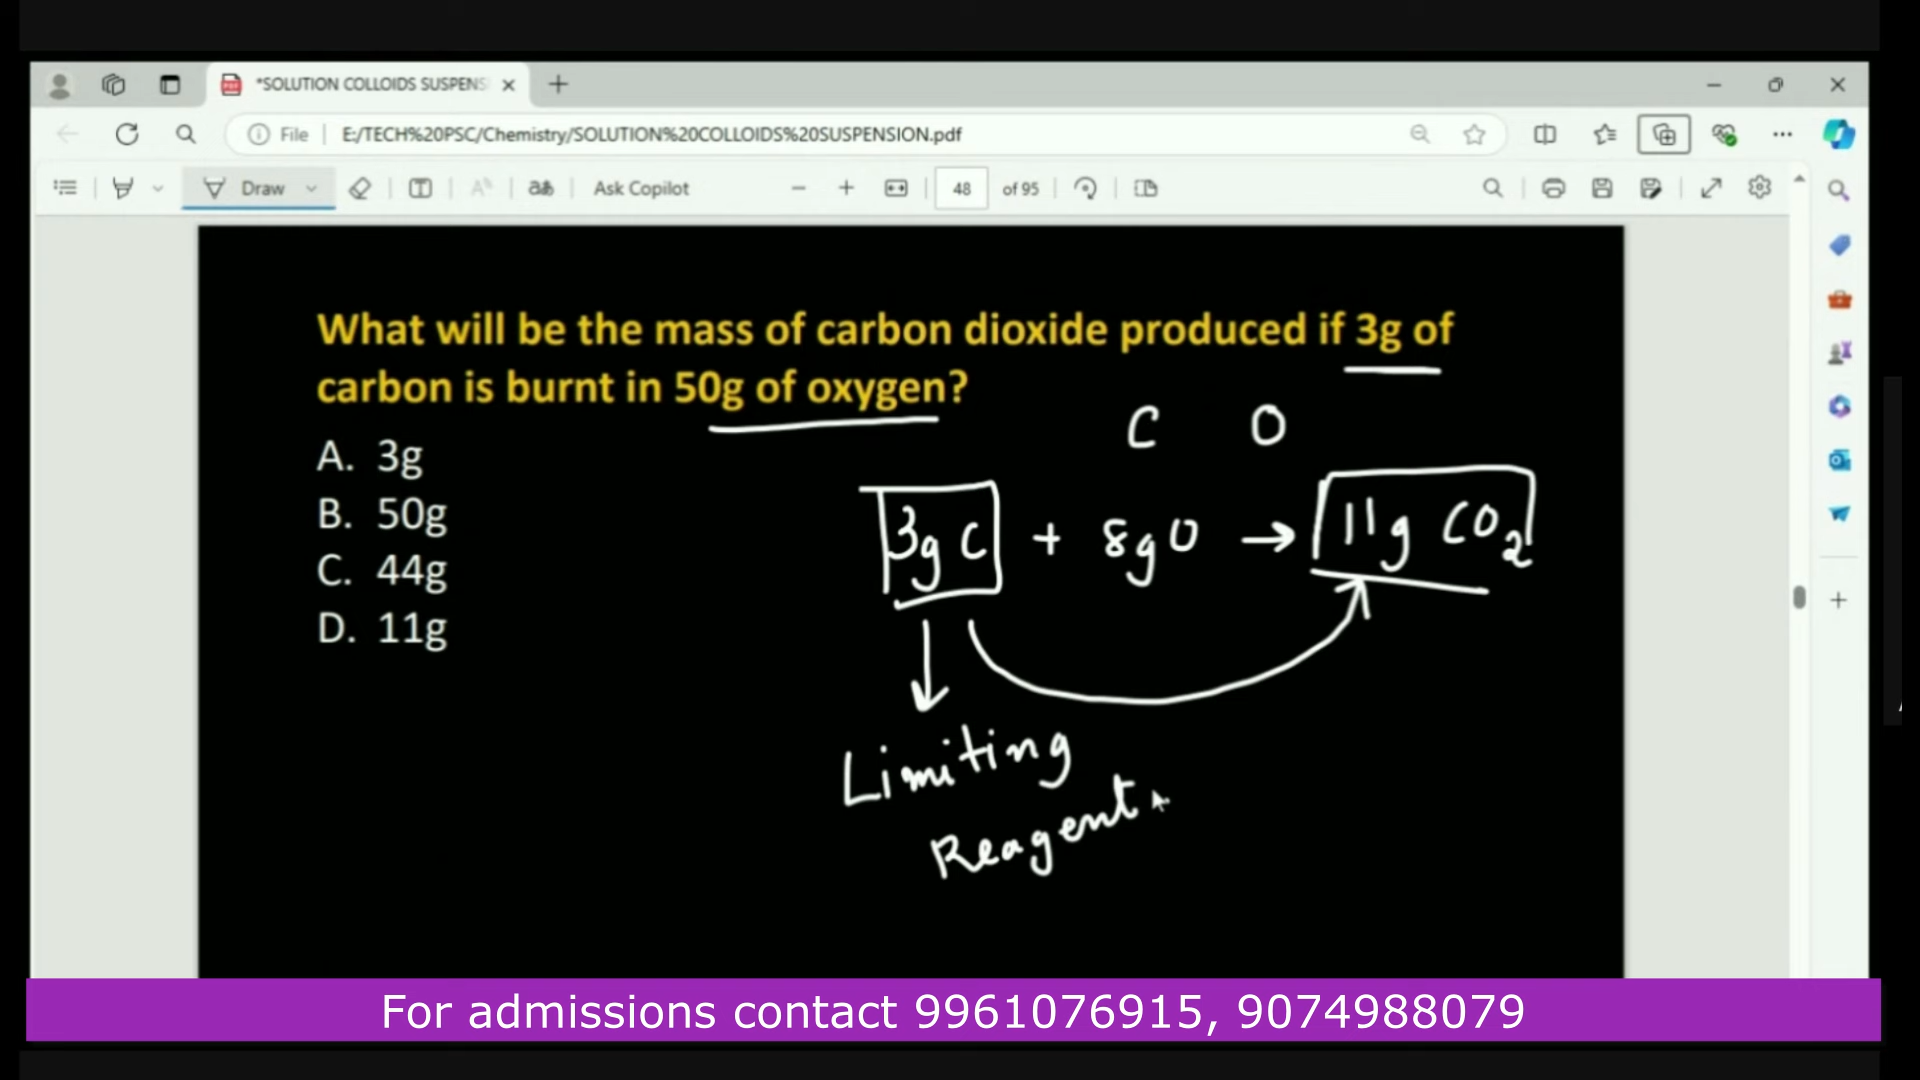 *SOLUTION COLLOIDS SUSPENS
File E:/TECH%20PSC/Chemistry/SOLUTION%20COLLOIDS%20SUSPENSION.pdf
Draw Ask Copilot 48 of 95
What will be the mass of carbon dioxide produced if 3g of
carbon is burnt in 50g of oxygen?
C O
A. 3g
B. 50g
C. 44g
D. 11g
3g C + 8g O → 11g CO₂
Limiting
Reagent
For admissions contact 9961076915, 9074988079